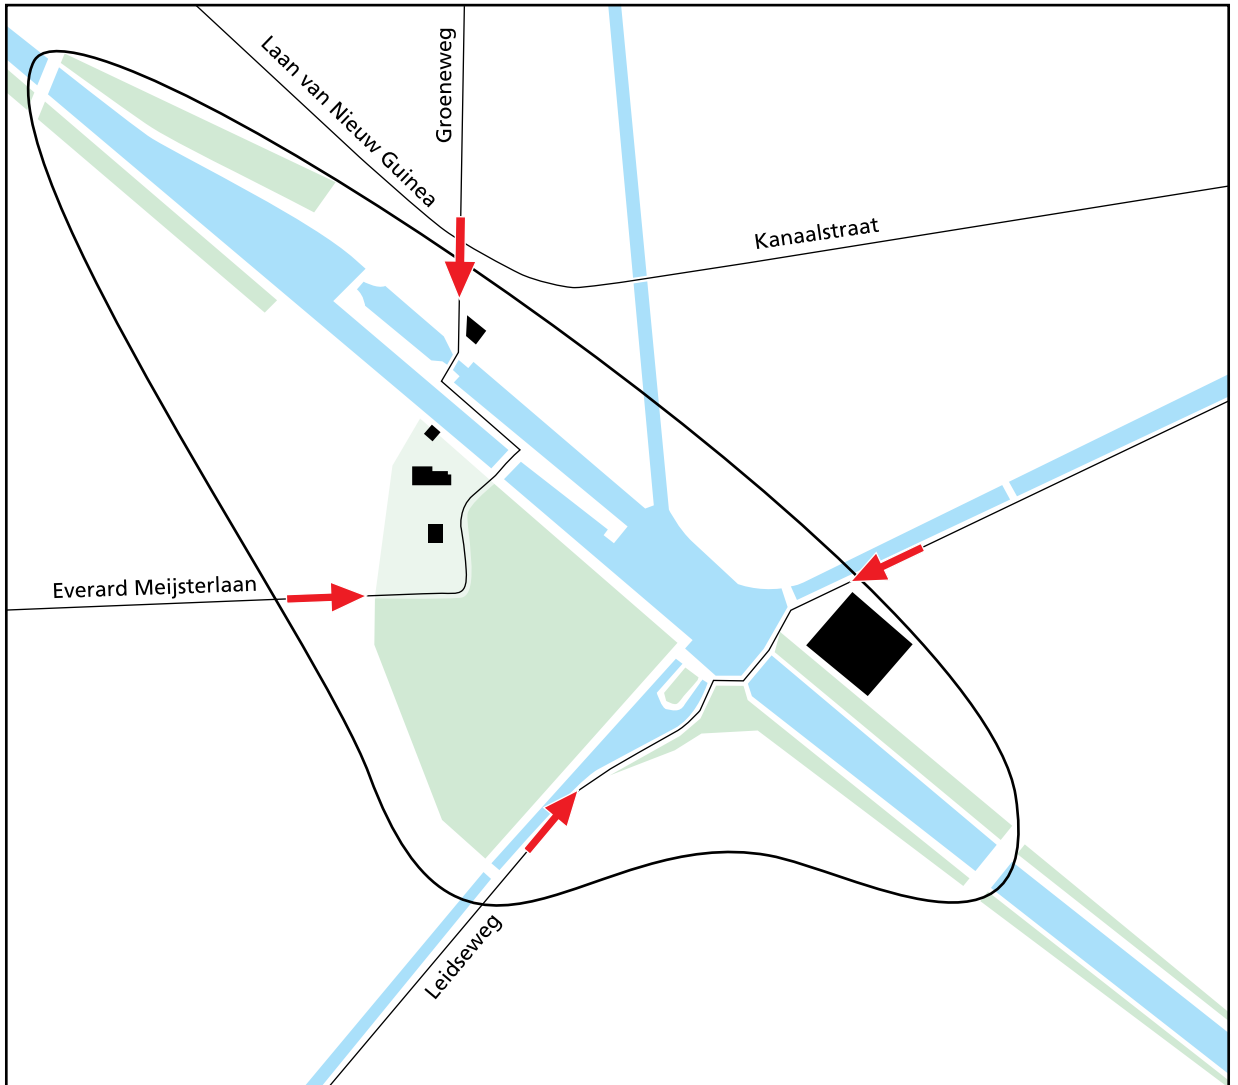 Laan van Nieuw Guinea
Groeneweg
Kanaalstraat
Everard Meijsterlaan
Leidseweg